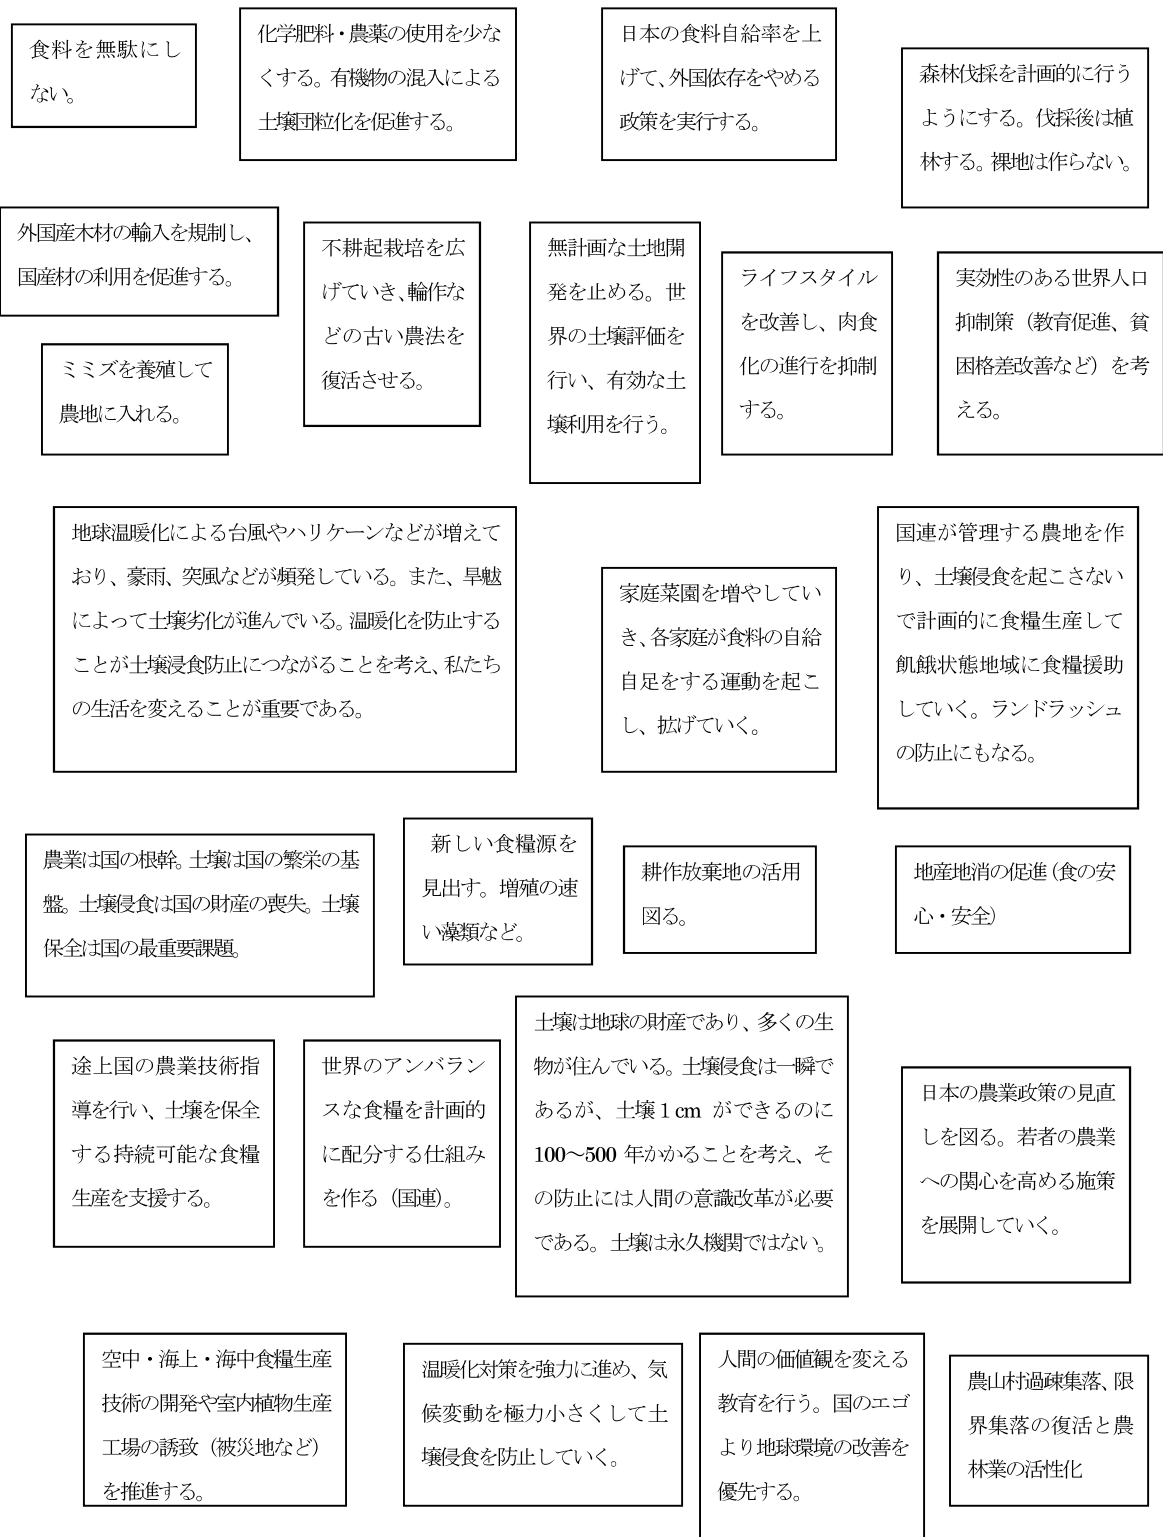 食料を無駄にし
ない。
化学肥料・農薬の使用を少な
くする。有機物の混入による
土壌団粒化を促進する。
日本の食料自給率を上
げて、外国依存をやめる
政策を実行する。
森林伐採を計画的に行う
ようにする。伐採後は植
林する。裸地は作らない。
外国産木材の輸入を規制し、
国産材の利用を促進する。
不耕起栽培を広
げていき、輪作な
どの古い農法を
復活させる。
無計画な土地開
発を止める。世
界の土壌評価を
行い、有効な土
壌利用を行う。
ライフスタイル
を改善し、肉食
化の進行を抑制
する。
実効性のある世界人口
抑制策（教育促進、貧
困格差改善など）を考
える。
ミミズを養殖して
農地に入れる。
地球温暖化による台風やハリケーンなどが増えて
おり、豪雨、突風などが頻発している。また、旱魃
によって土壌劣化が進んでいる。温暖化を防止する
ことが土壌浸食防止につながることを考え、私たち
の生活を変えることが重要である。
家庭菜園を増やしてい
き、各家庭が食料の自給
自足をする運動を起こ
し、拡げていく。
国連が管理する農地を作
り、土壌侵食を起こさない
で計画的に食糧生産して
飢餓状態地域に食糧援助
していく。ランドラッシュ
の防止にもなる。
農業は国の根幹。土壌は国の繁栄の基
盤。土壌侵食は国の財産の喪失。土壌
保全は国の最重要課題。
新しい食糧源を
見出す。増殖の速
い藻類など。
耕作放棄地の活用
図る。
地産地消の促進（食の安
心・安全）
途上国の農業技術指
導を行い、土壌を保全
する持続可能な食糧
生産を支援する。
世界のアンバラン
スな食糧を計画的
に配分する仕組み
を作る（国連）。
土壌は地球の財産であり、多くの生
物が住んでいる。土壌侵食は一瞬で
あるが、土壌 1 cm ができるのに
100～500 年かかることを考え、そ
の防止には人間の意識改革が必要
である。土壌は永久機関ではない。
日本の農業政策の見直
しを図る。若者の農業
への関心を高める施策
を展開していく。
空中・海上・海中食糧生産
技術の開発や室内植物生産
工場の誘致（被災地など）
を推進する。
温暖化対策を強力に進め、気
候変動を極力小さくして土
壌侵食を防止していく。
人間の価値観を変える
教育を行う。国のエゴ
より地球環境の改善を
優先する。
農山村過疎集落、限
界集落の復活と農
林業の活性化